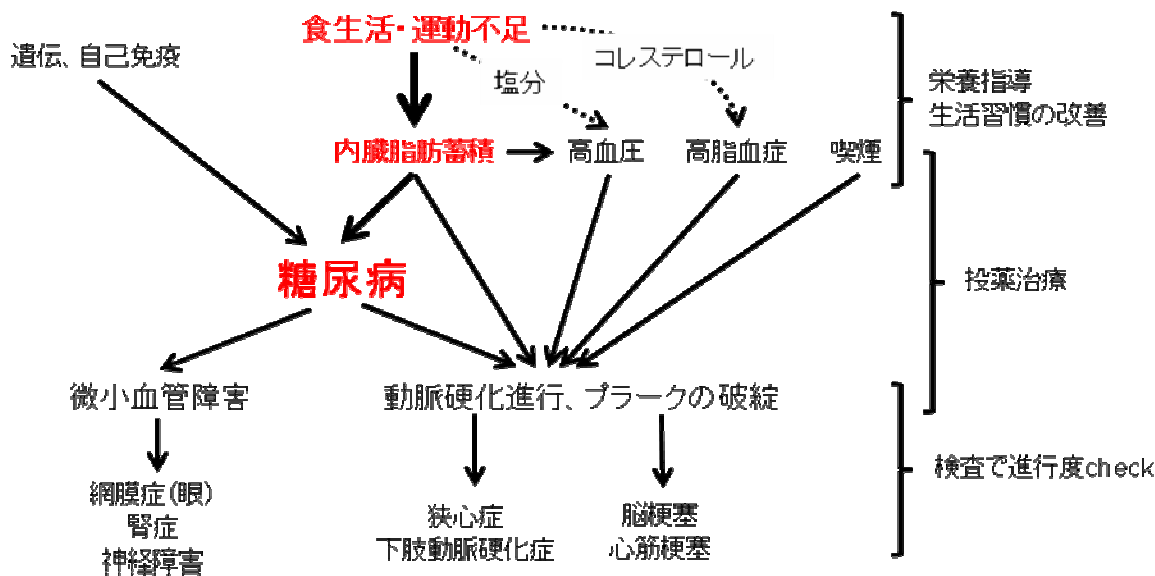 食生活・運動不足
遺伝、自己免疫
コレステロール
塩分
栄養指導
生活習慣の改善
内臓脂肪蓄積
高血圧
高脂血症
喫煙
糖尿病
投薬治療
微小血管障害
動脈硬化進行、プラークの破綻
検査で進行度check
網膜症(眼)
腎症
神経障害
狭心症
下肢動脈硬化症
脳梗塞
心筋梗塞